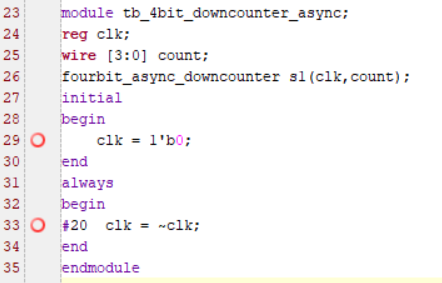 23 module tb_4bit_downcounter_async;
24 reg clk;
25 wire [3:0] count;
26 fourbit_async_downcounter s1(clk,count);
27 initial
28 begin
29     clk = 1'b0;
30 end
31 always
32 begin
33 #20  clk = ~clk;
34 end
35 endmodule